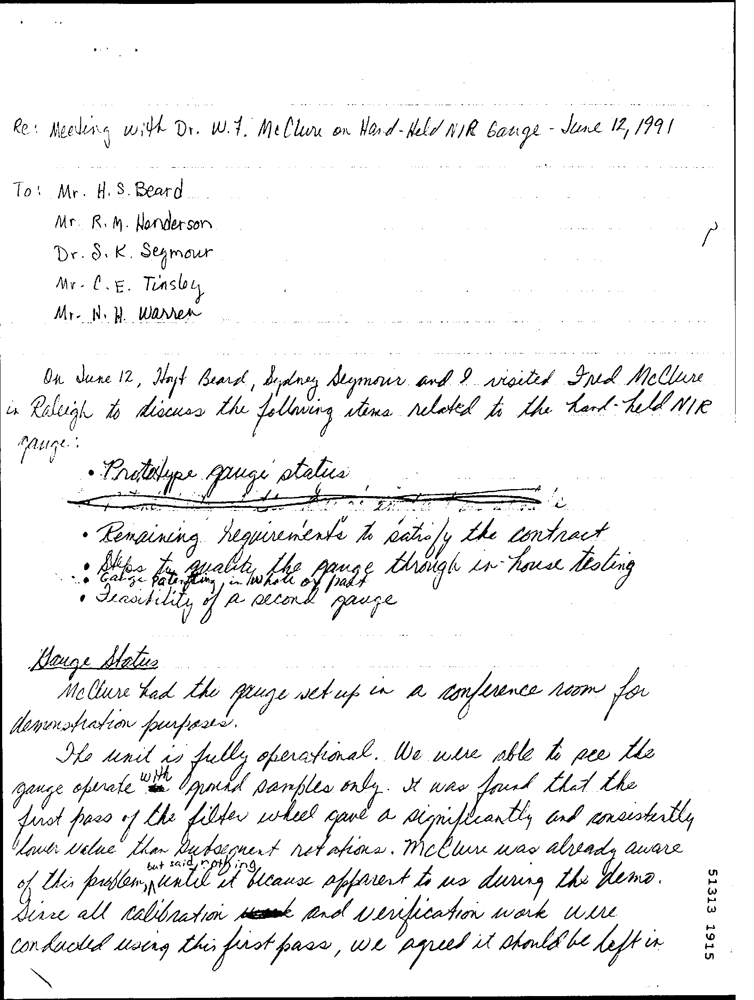 Re: Meeting with Dr. W.F. McClure on Hand-Held NIR Gauge - June 12, 1991
To: Mr. H. S. Beard
Mr. R. M. Henderson
Dr. S. K. Seymour
Mr. C. E. Tinsley
Mr. N. H. Warren
On June 12, Hoyt Beard, Sydney Seymour and I visited Fred McClure
in Raleigh to discuss the following items related to the hand-held NIR
gauge:
• Prototype gauge status
• Remaining requirements to satisfy the contract
• Steps to qualify the gauge through in-house testing
• Gauge patenting, in whole or part
• Feasibility of a second gauge
Gauge Status
McClure had the gauge set up in a conference room for
demonstration purposes.
The unit is fully operational. We were able to see the
gauge operate with ground samples only. It was found that the
first pass of the filter wheel gave a significantly and consistently
lower value than subsequent rotations. McClure was already aware
of this problem, but said nothing until it became apparent to us during the demo.
Since all calibration and verification work were
conducted using this first pass, we agreed it should be left in
51313 1915